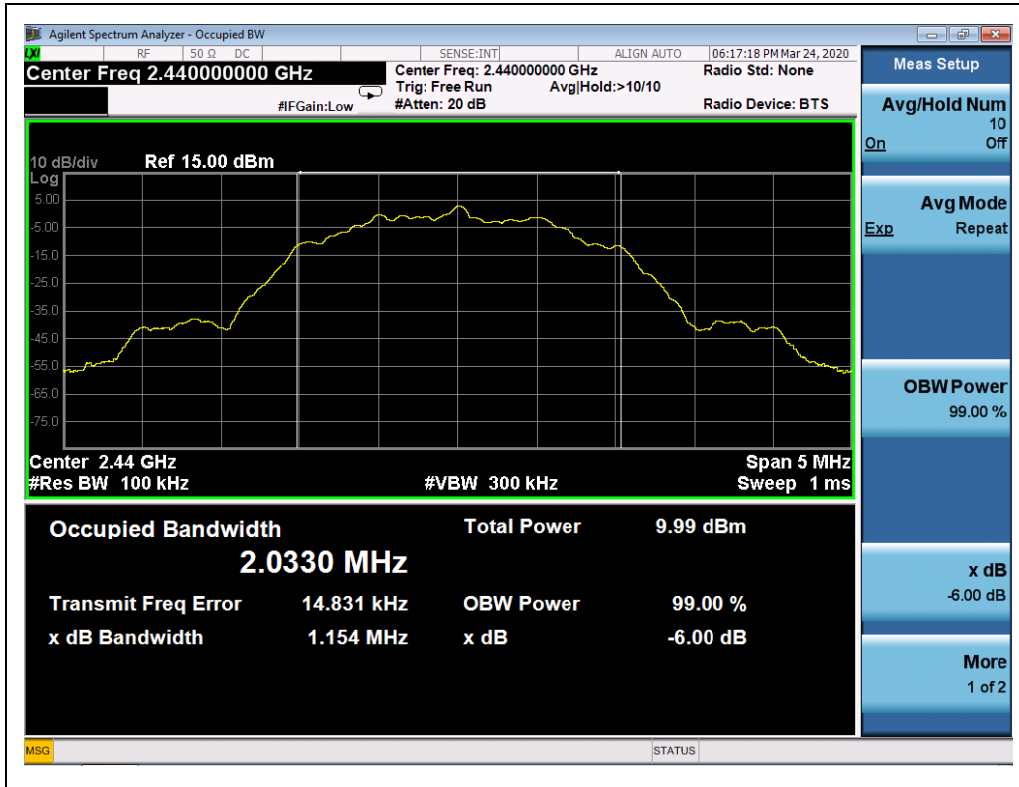 Agilent Spectrum Analyzer - Occupied BW
LXI RF 50 Ω DC SENSE:INT ALIGN AUTO 06:17:18 PM Mar 24, 2020
Center Freq 2.440000000 GHz
Center Freq: 2.440000000 GHz
Radio Std: None
Trig: Free Run Avg|Hold:>10/10
#IFGain:Low #Atten: 20 dB Radio Device: BTS
10 dB/div Ref 15.00 dBm
Log
5.00
-5.00
-15.0
-25.0
-35.0
-45.0
-55.0
-65.0
-75.0
Center 2.44 GHz Span 5 MHz
#Res BW 100 kHz #VBW 300 kHz Sweep 1 ms
Occupied Bandwidth Total Power 9.99 dBm
2.0330 MHz
Transmit Freq Error 14.831 kHz OBW Power 99.00 %
x dB Bandwidth 1.154 MHz x dB -6.00 dB
Meas Setup
Avg/Hold Num
10
On Off
Avg Mode
Exp Repeat
OBW Power
99.00 %
x dB
-6.00 dB
More
1 of 2
MSG STATUS